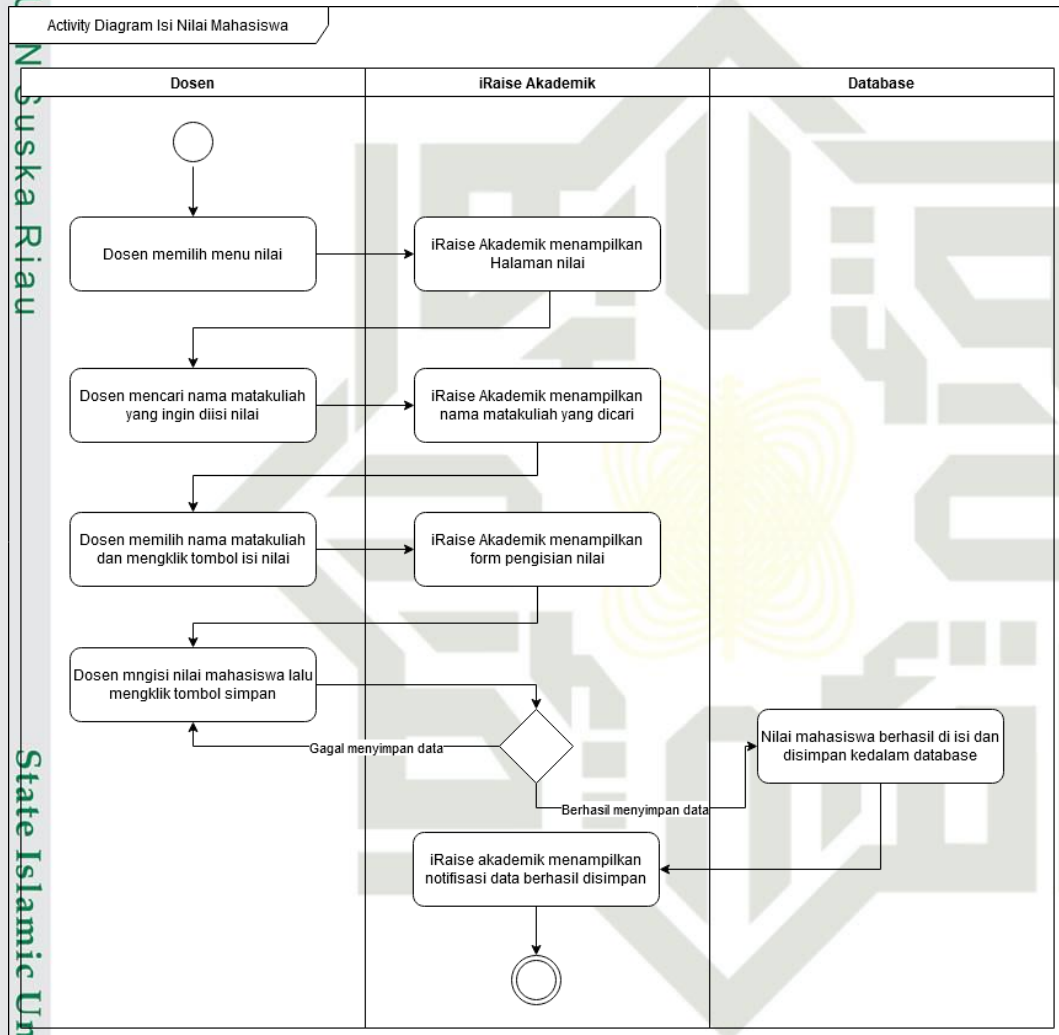 Activity Diagram Isi Nilai Mahasiswa
Dosen
iRaise Akademik
Database
Dosen memilih menu nilai
iRaise Akademik menampilkan
Halaman nilai
Dosen mencari nama matakuliah
yang ingin diisi nilai
iRaise Akademik menampilkan
nama matakuliah yang dicari
Dosen memilih nama matakuliah
dan mengklik tombol isi nilai
iRaise Akademik menampilkan
form pengisian nilai
Dosen mngisi nilai mahasiswa lalu
mengklik tombol simpan
Gagal menyimpan data
Nilai mahasiswa berhasil di isi dan
disimpan kedalam database
Berhasil menyimpan data
iRaise akademik menampilkan
notifisasi data berhasil disimpan
N Suska Riau
State Islamic Un